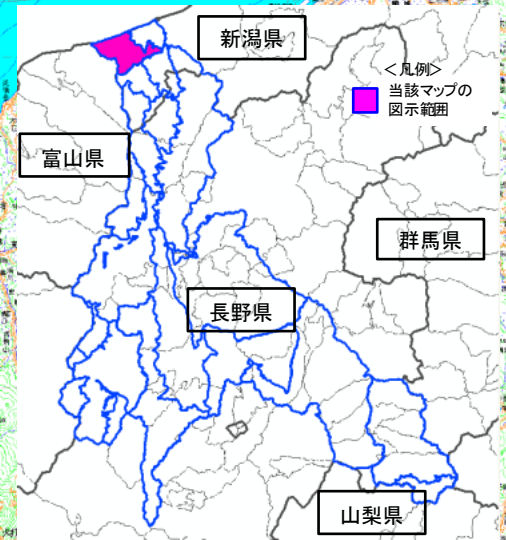 新潟県
＜凡例＞
当該マップの
図示範囲
富山県
群馬県
長野県
山梨県